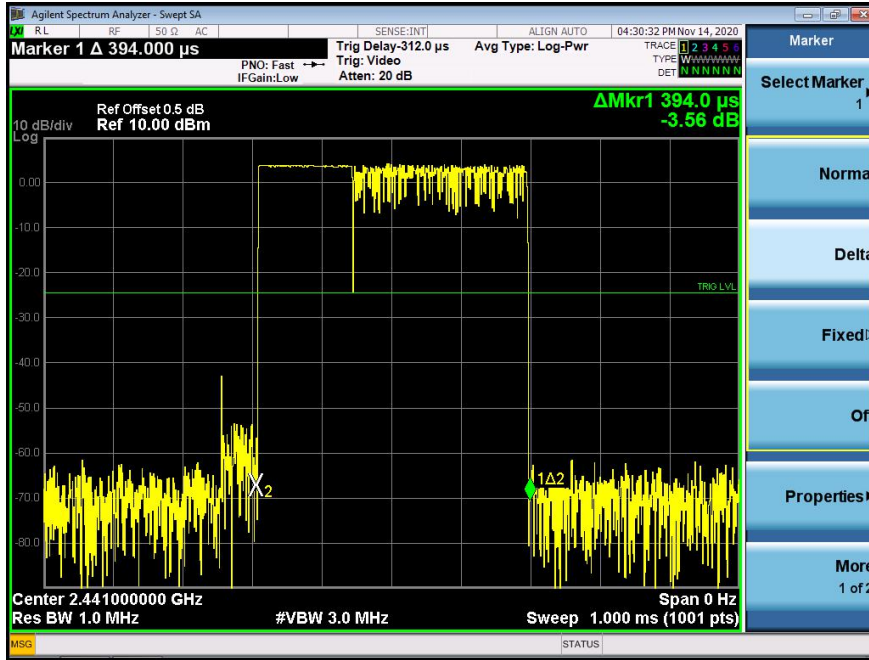 Agilent Spectrum Analyzer - Swept SA
LXI RL RF 50 Ω AC SENSE:INT ALIGN AUTO 04:30:32 PM Nov 14, 2020
Marker 1 Δ 394.000 µs
PNO: Fast
IFGain:Low
Trig Delay-312.0 µs
Trig: Video
Atten: 20 dB
Avg Type: Log-Pwr
TRACE 1 2 3 4 5 6
TYPE WWWWWW
DET N N N N N N
ΔMkr1 394.0 µs
-3.56 dB
Ref Offset 0.5 dB
10 dB/div Ref 10.00 dBm
Log
0.00
-10.0
-20.0
TRIG LVL
-30.0
-40.0
-50.0
-60.0
-70.0
-80.0
X2
1Δ2
Center 2.441000000 GHz Span 0 Hz
Res BW 1.0 MHz #VBW 3.0 MHz Sweep 1.000 ms (1001 pts)
MSG STATUS
Marker
Select Marker
1
Norma
Delta
Fixed
Of
Properties
More
1 of 2